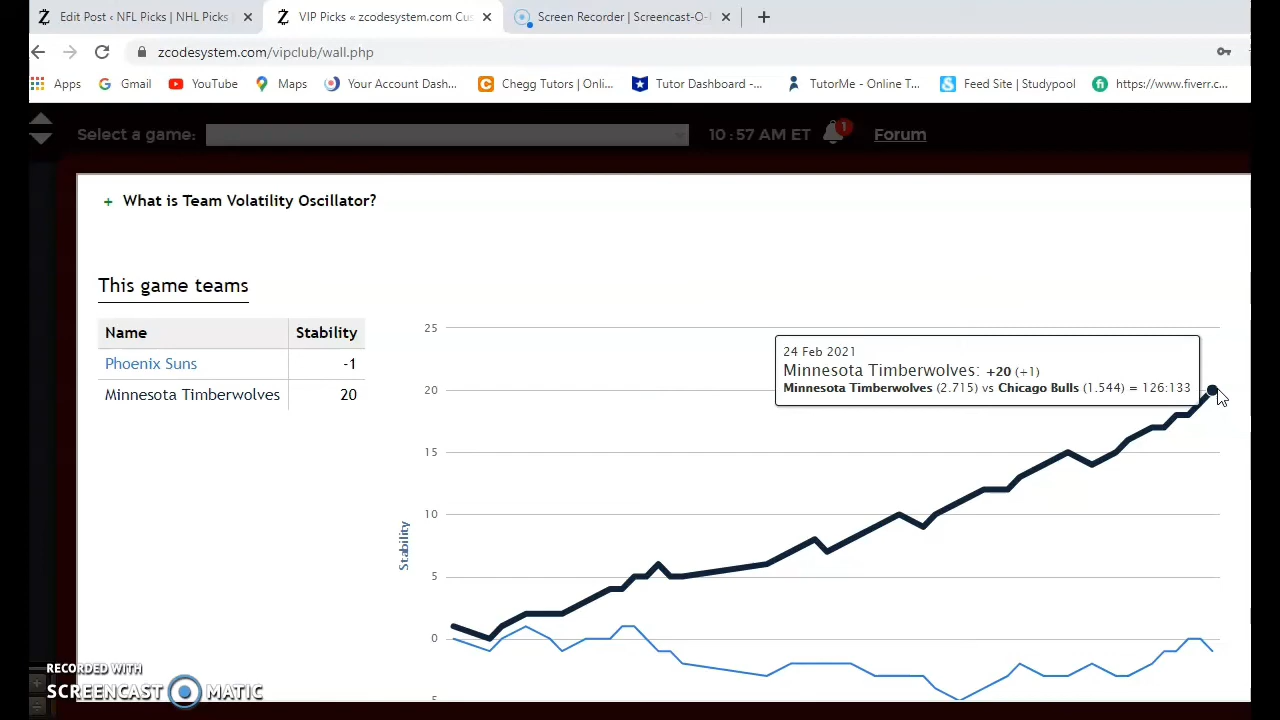 Edit Post ‹ NFL Picks | NHL Picks
VIP Picks « zcodesystem.com Cus
Screen Recorder | Screencast-O-
zcodesystem.com/vipclub/wall.php
Apps
Gmail
YouTube
Maps
Your Account Dash...
Chegg Tutors | Onli...
Tutor Dashboard -...
TutorMe - Online T...
Feed Site | Studypool
https://www.fiverr.c...
Select a game:
10:57 AM ET
1
Forum
+ What is Team Volatility Oscillator?
This game teams
Name Stability
Phoenix Suns -1
Minnesota Timberwolves 20
25
20
15
10
5
0
Stability
24 Feb 2021
Minnesota Timberwolves: +20 (+1)
Minnesota Timberwolves (2.715) vs Chicago Bulls (1.544) = 126:133
RECORDED WITH
SCREENCAST MATIC